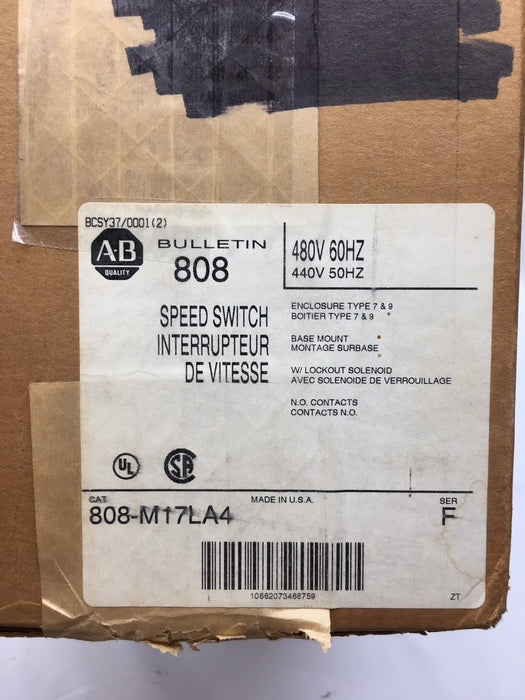 BCSY37/0001(2)
AB
QUALITY
BULLETIN
808
480V 60HZ
440V 50HZ
SPEED SWITCH
INTERRUPTEUR
DE VITESSE
ENCLOSURE TYPE 7 & 9
BOITIER TYPE 7 & 9
BASE MOUNT
MONTAGE SURBASE
W/ LOCKOUT SOLENOID
AVEC SOLENOIDE DE VERROUILLAGE
N.O. CONTACTS
CONTACTS N.O.
UL
SA
CAT
MADE IN U.S.A.
SER
808-M17LA4
F
10662073468759
ZT